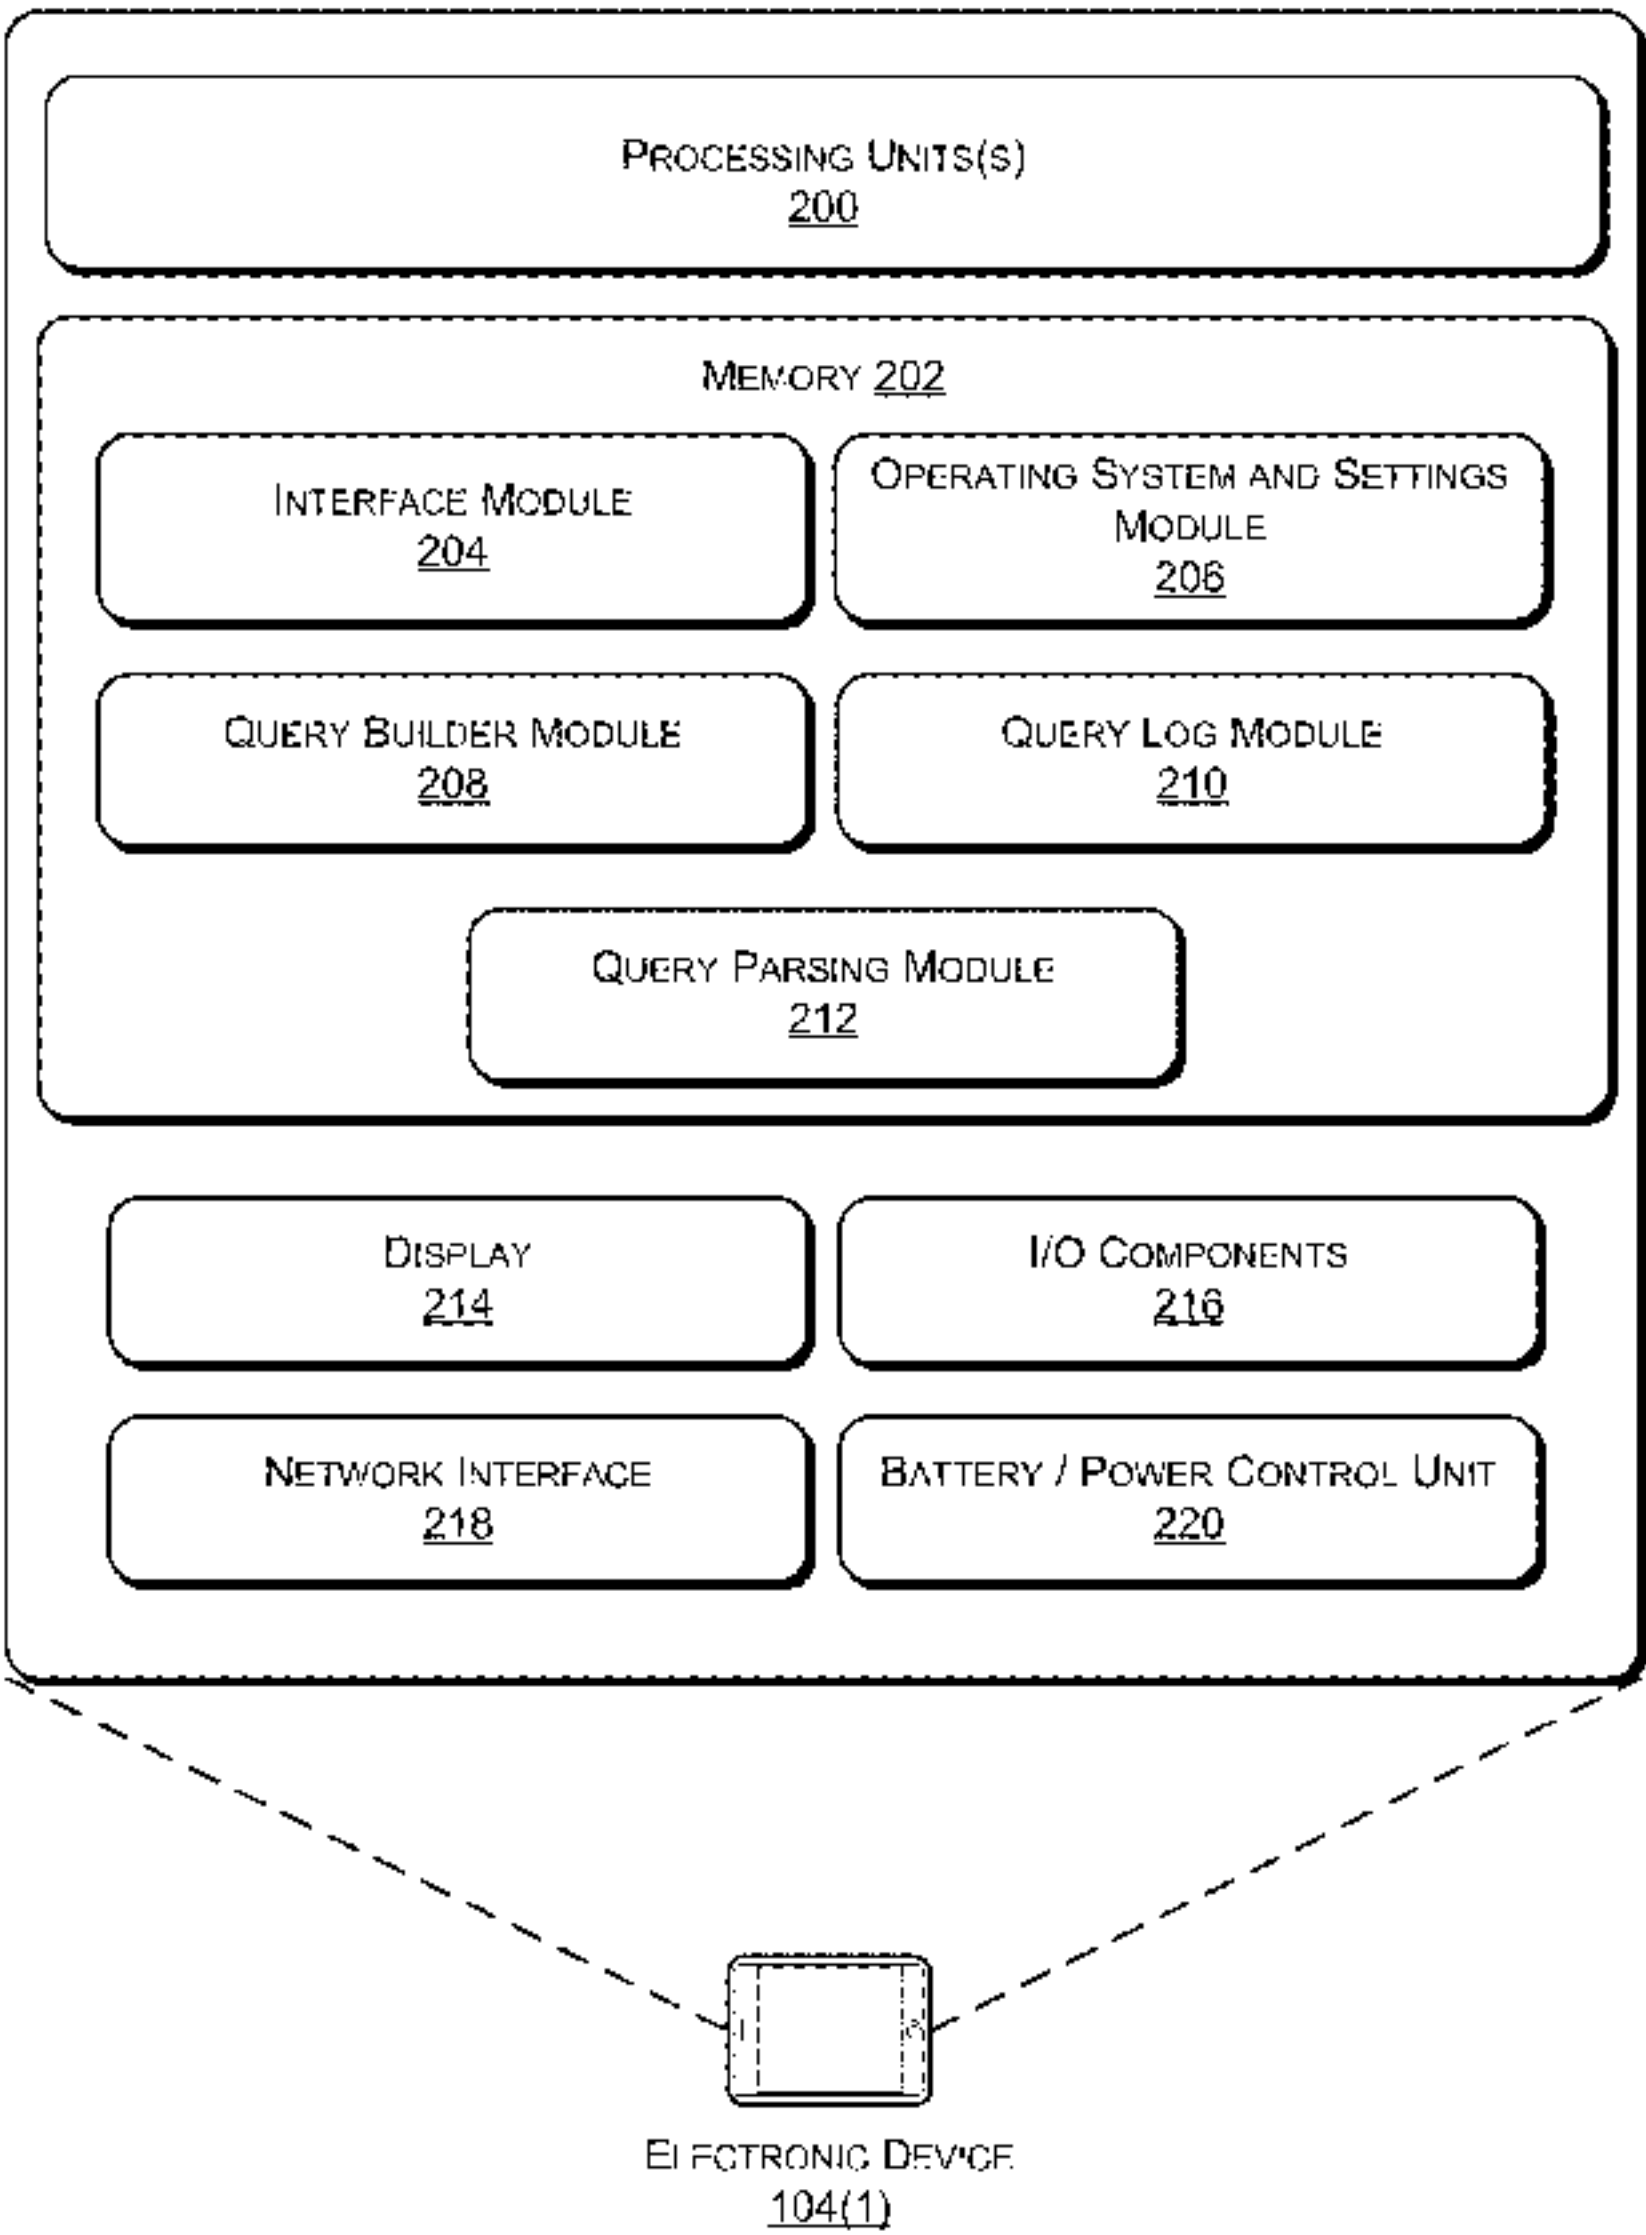 PROCESSING UNITS(S)
200
MEMORY 202
INTERFACE MODULE
204
OPERATING SYSTEM AND SETTINGS
MODULE
206
QUERY BUILDER MODULE
208
QUERY LOG MODULE
210
QUERY PARSING MODULE
212
DISPLAY
214
I/O COMPONENTS
216
NETWORK INTERFACE
218
BATTERY / POWER CONTROL UNIT
220
ELECTRONIC DEVICE
104(1)